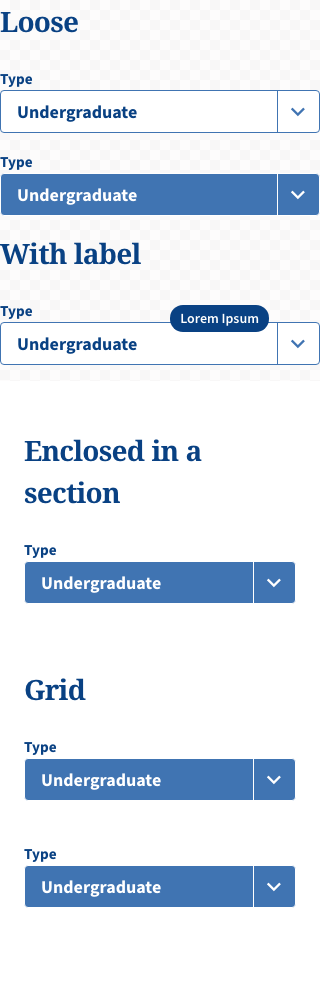 Loose
Type
Undergraduate
Type
Undergraduate
With label
Type
Lorem Ipsum
Undergraduate
Enclosed in a
section
Type
Undergraduate
Grid
Type
Undergraduate
Type
Undergraduate